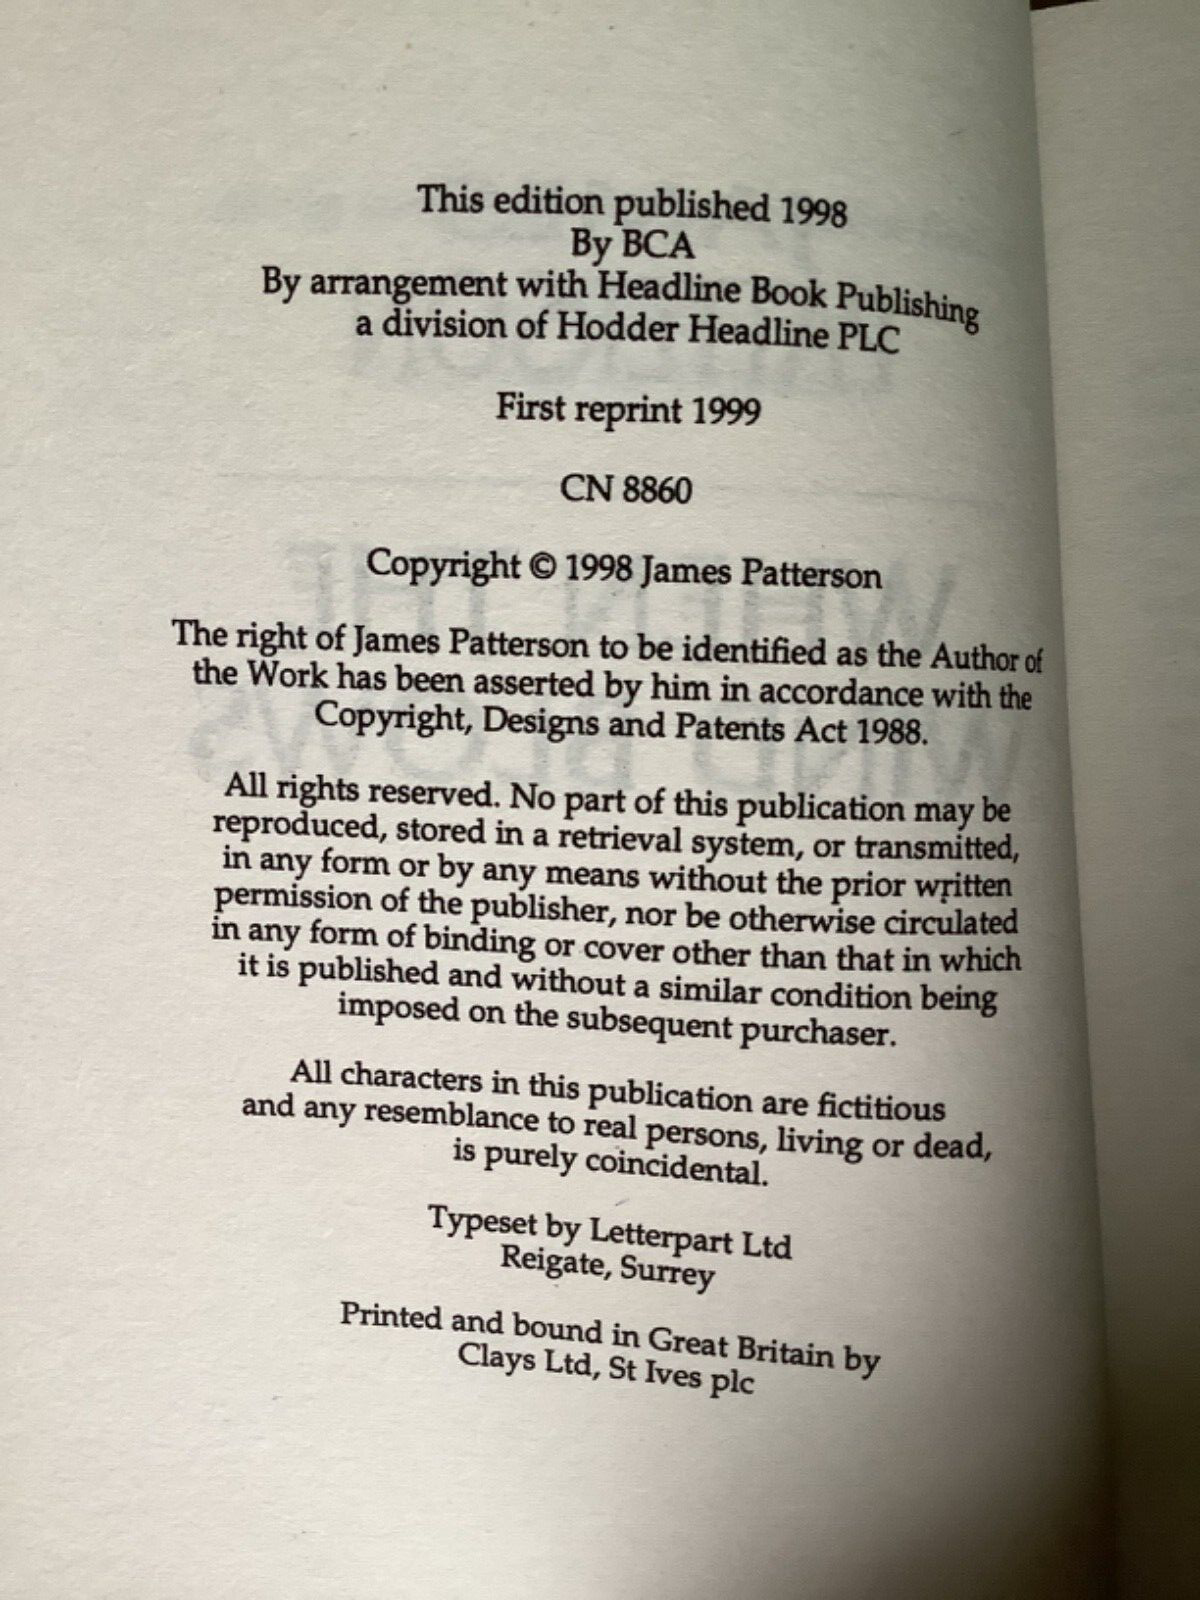 This edition published 1998
By BCA
By arrangement with Headline Book Publishing
a division of Hodder Headline PLC
First reprint 1999
CN 8860
Copyright © 1998 James Patterson
The right of James Patterson to be identified as the Author of
the Work has been asserted by him in accordance with the
Copyright, Designs and Patents Act 1988.
All rights reserved. No part of this publication may be
reproduced, stored in a retrieval system, or transmitted,
in any form or by any means without the prior written
permission of the publisher, nor be otherwise circulated
in any form of binding or cover other than that in which
it is published and without a similar condition being
imposed on the subsequent purchaser.
All characters in this publication are fictitious
and any resemblance to real persons, living or dead,
is purely coincidental.
Typeset by Letterpart Ltd
Reigate, Surrey
Printed and bound in Great Britain by
Clays Ltd, St Ives plc